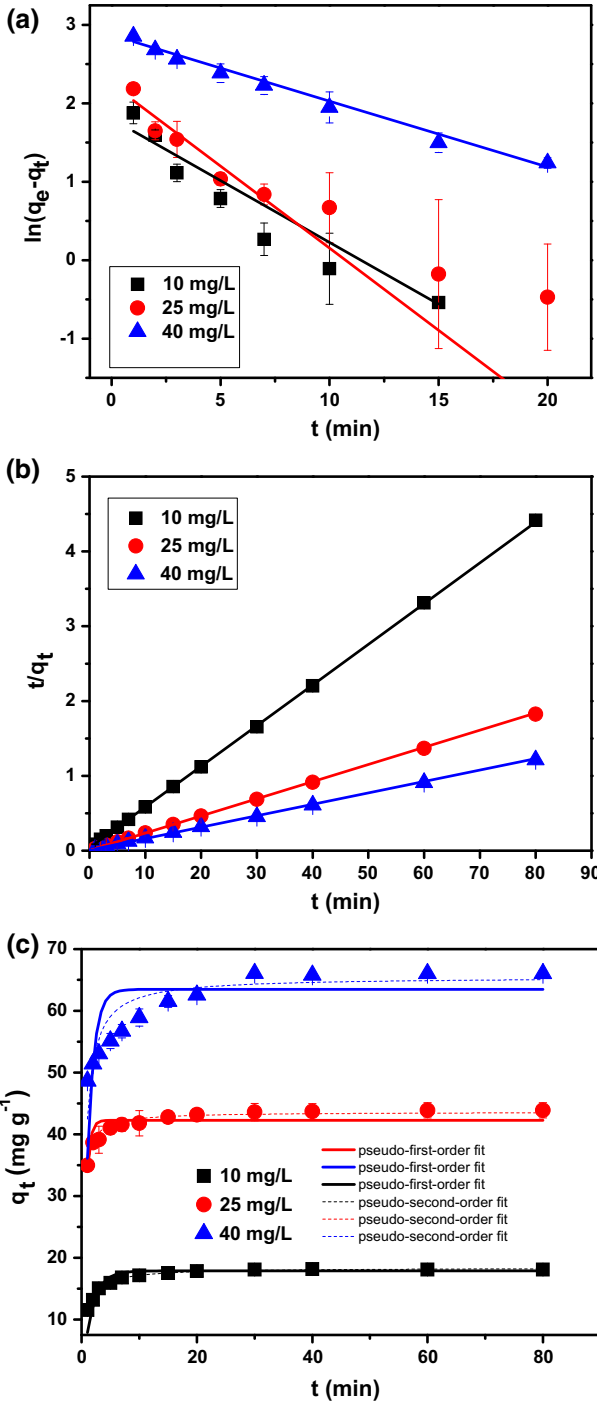 (a)
3
2
1
0
-1
ln(qe-qt)
10 mg/L
25 mg/L
40 mg/L
0
5
10
15
20
t (min)
(b)
5
4
3
2
1
0
t/qt
10 mg/L
25 mg/L
40 mg/L
0
10
20
30
40
50
60
70
80
90
t (min)
(c)
70
60
50
40
30
20
10
qt (mg g-1)
10 mg/L
25 mg/L
40 mg/L
pseudo-first-order fit
pseudo-first-order fit
pseudo-first-order fit
pseudo-second-order fit
pseudo-second-order fit
pseudo-second-order fit
0
20
40
60
80
t (min)